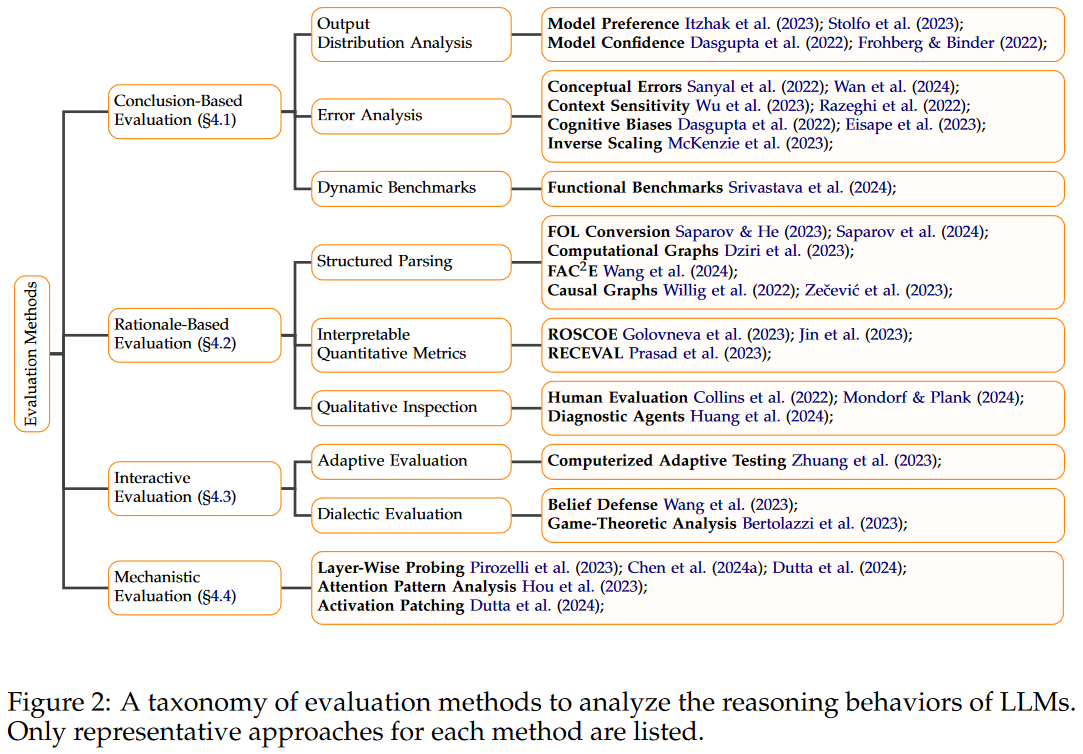 Evaluation Methods
Conclusion-Based
Evaluation (§4.1)
Output
Distribution Analysis
Model Preference Itzhak et al. (2023); Stolfo et al. (2023);
Model Confidence Dasgupta et al. (2022); Frohberg & Binder (2022);
Error Analysis
Conceptual Errors Sanyal et al. (2022); Wan et al. (2024);
Context Sensitivity Wu et al. (2023); Razeghi et al. (2022);
Cognitive Biases Dasgupta et al. (2022); Eisape et al. (2023);
Inverse Scaling McKenzie et al. (2023);
Dynamic Benchmarks
Functional Benchmarks Srivastava et al. (2024);
Rationale-Based
Evaluation (§4.2)
Structured Parsing
FOL Conversion Saparov & He (2023); Saparov et al. (2024);
Computational Graphs Dziri et al. (2023);
FAC²E Wang et al. (2024);
Causal Graphs Willig et al. (2022); Zečević et al. (2023);
Interpretable
Quantitative Metrics
ROSCOE Golovneva et al. (2023); Jin et al. (2023);
RECEVAL Prasad et al. (2023);
Qualitative Inspection
Human Evaluation Collins et al. (2022); Mondorf & Plank (2024);
Diagnostic Agents Huang et al. (2024);
Interactive
Evaluation (§4.3)
Adaptive Evaluation
Computerized Adaptive Testing Zhuang et al. (2023);
Dialectic Evaluation
Belief Defense Wang et al. (2023);
Game-Theoretic Analysis Bertolazzi et al. (2023);
Mechanistic
Evaluation (§4.4)
Layer-Wise Probing Pirozelli et al. (2023); Chen et al. (2024a); Dutta et al. (2024);
Attention Pattern Analysis Hou et al. (2023);
Activation Patching Dutta et al. (2024);
Figure 2: A taxonomy of evaluation methods to analyze the reasoning behaviors of LLMs.
Only representative approaches for each method are listed.